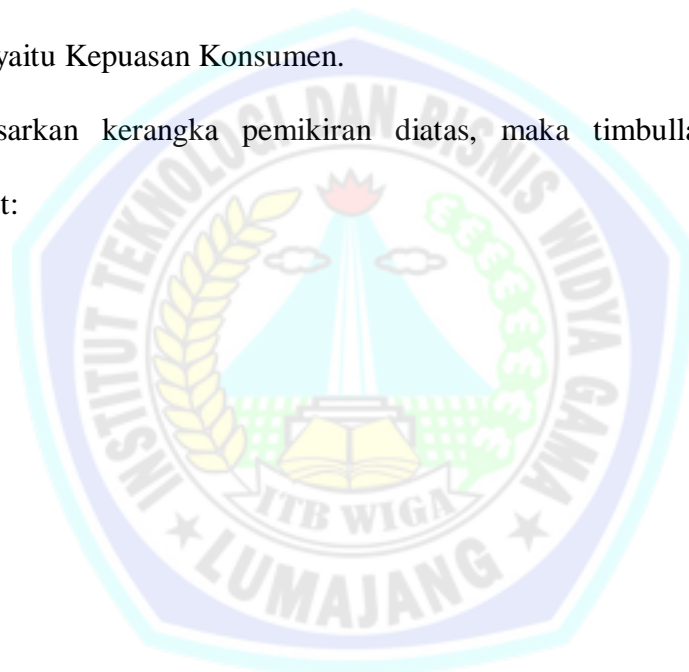 yaitu Kepuasan Konsumen.
sarkan kerangka pemikiran diatas, maka timbulla
t:
INSTITUT TEKNOLOGI DAN BISNIS WIDYA GAMA
ITB WIGA
LUMAJANG